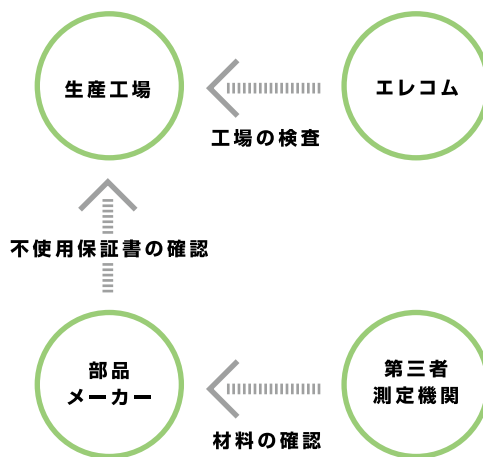 生産工場
エレコム
工場の検査
不使用保証書の確認
部品
メーカー
第三者
測定機関
材料の確認